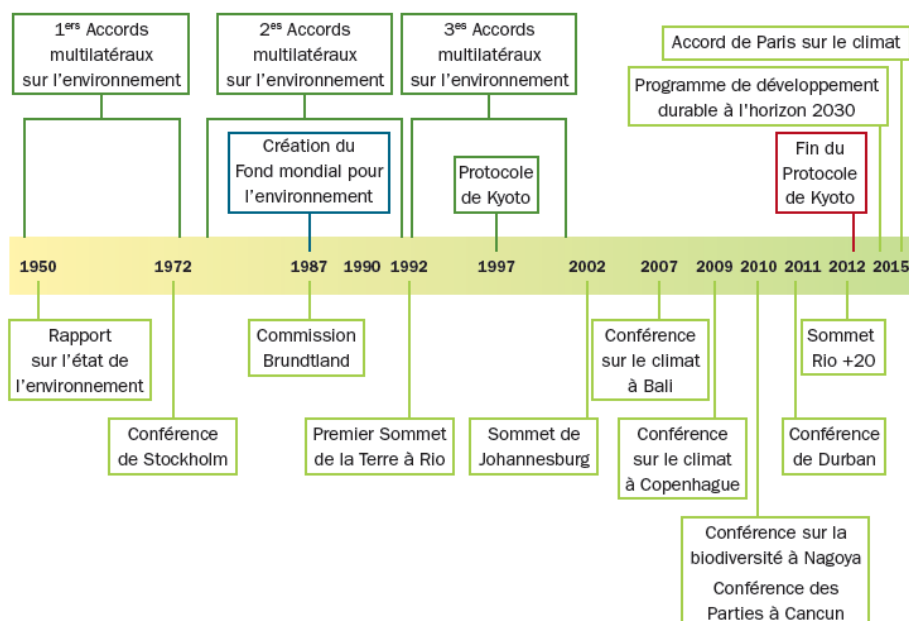 1ers Accords
multilatéraux
sur l'environnement
2es Accords
multilatéraux
sur l'environnement
3es Accords
multilatéraux
sur l'environnement
Accord de Paris sur le climat
Programme de développement
durable à l'horizon 2030
Création du
Fond mondial pour
l'environnement
Protocole
de Kyoto
Fin du
Protocole
de Kyoto
1950 1972 1987 1990 1992 1997 2002 2007 2009 2010 2011 2012 2015
Rapport
sur l'état de
l'environnement
Commission
Brundtland
Conférence
sur le climat
à Bali
Sommet
Rio +20
Conférence
de Stockholm
Premier Sommet
de la Terre à Rio
Sommet de
Johannesburg
Conférence
sur le climat
à Copenhague
Conférence
de Durban
Conférence sur la
biodiversité à Nagoya
Conférence des
Parties à Cancun